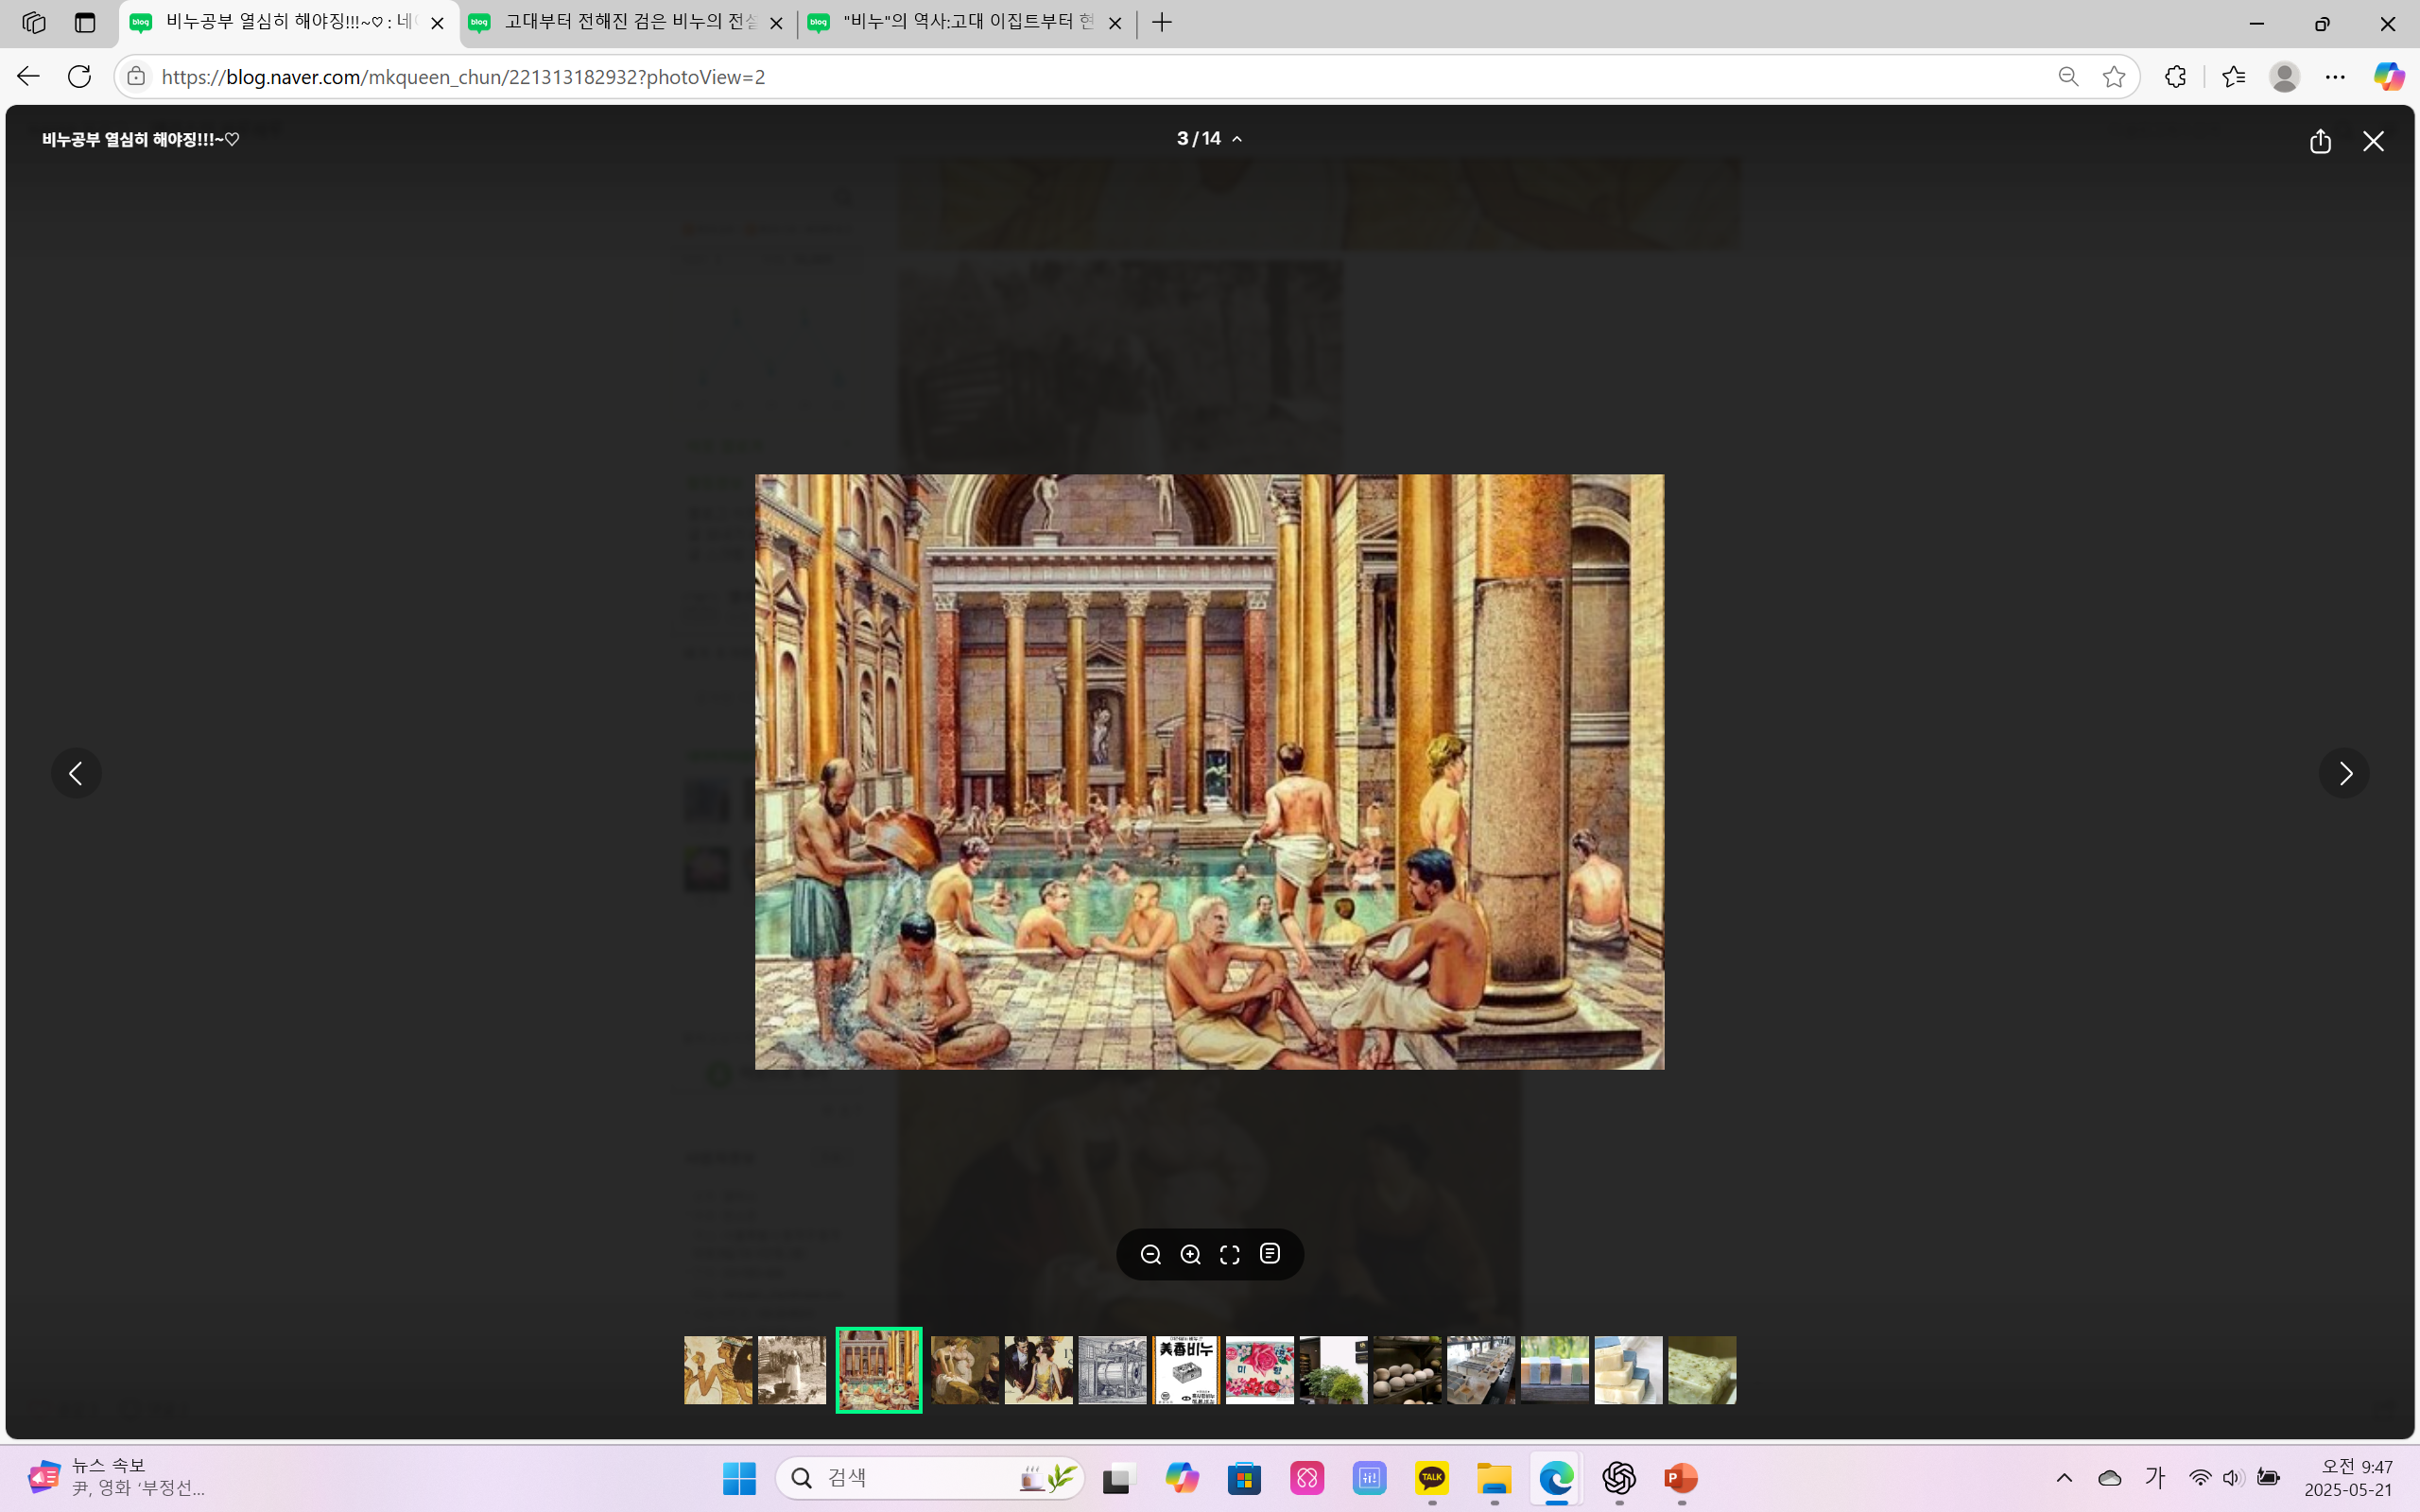 비누공부 열심히 해야징!!!~♡ : 네이
고대부터 전해진 검은 비누의 전설
"비누"의 역사:고대 이집트부터 현
https://blog.naver.com/mkqueen_chun/221313182932?photoView=2
비누공부 열심히 해야징!!!~♡
3 / 14
美香비누
미 향
뉴스 속보
尹, 영화 ‘부정선...
검색
TALK
가
오전 9:47
2025-05-21